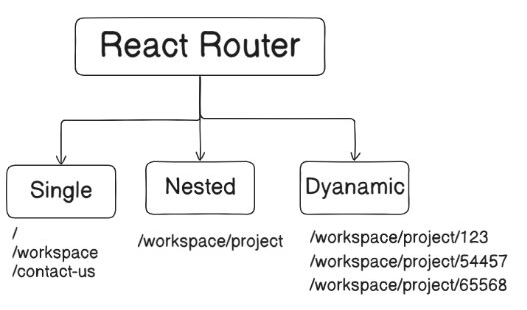 React Router
Single
Nested
Dyanamic
/
/workspace
/contact-us
/workspace/project
/workspace/project/123
/workspace/project/54457
/workspace/project/65568